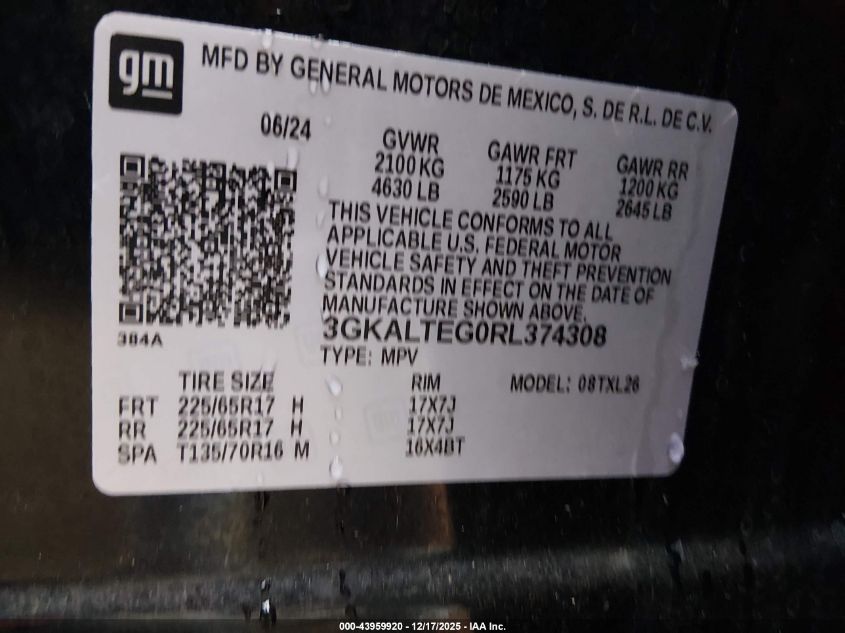 gm
MFD BY GENERAL MOTORS DE MEXICO, S. DE R.L. DE C.V.
06/24
GVWR GAWR FRT GAWR RR
2100 KG 1175 KG 1200 KG
4630 LB 2590 LB 2645 LB
THIS VEHICLE CONFORMS TO ALL
APPLICABLE U.S. FEDERAL MOTOR
VEHICLE SAFETY AND THEFT PREVENTION
STANDARDS IN EFFECT ON THE DATE OF
MANUFACTURE SHOWN ABOVE.
3GKALTEG0RL374308
384A
TYPE: MPV
TIRE SIZE RIM MODEL: 08TXL26
FRT 225/65R17 H 17X7J
RR 225/65R17 H 17X7J
SPA T135/70R16 M 16X4BT
000-43959920 - 12/17/2025 - IAA Inc.